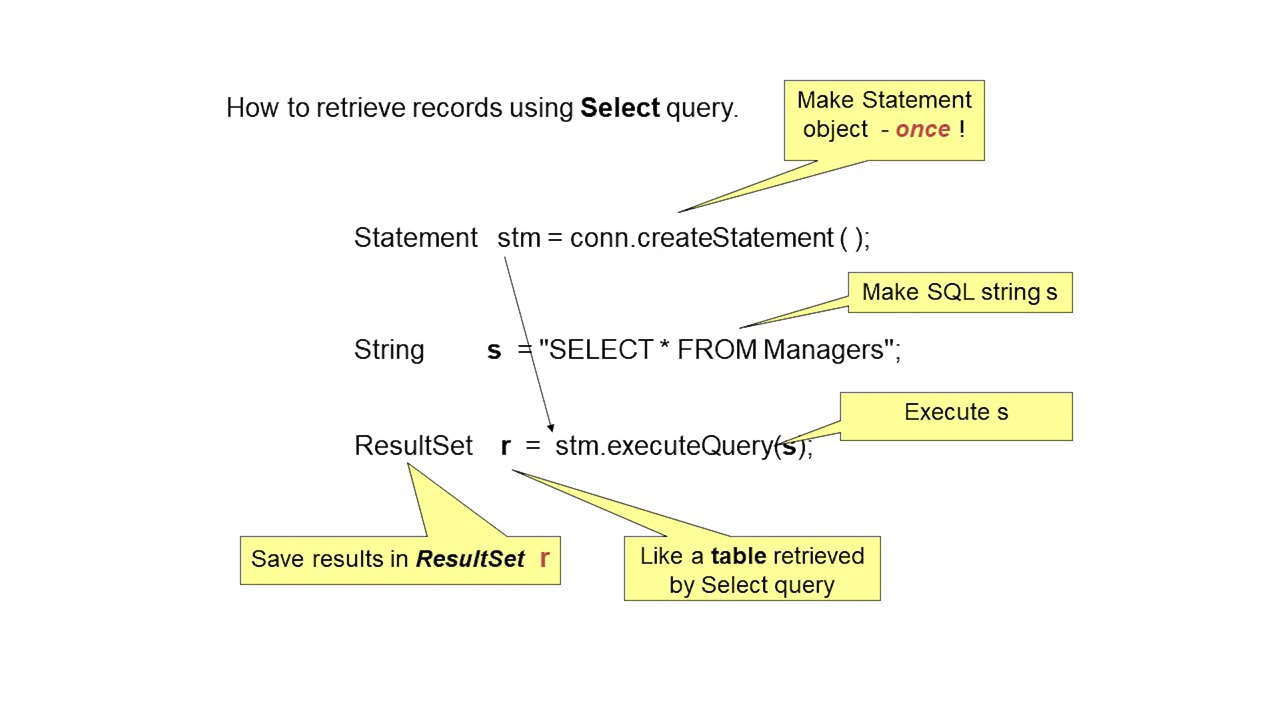 How to retrieve records using Select query.
Make Statement
object - once !
Statement stm = conn.createStatement ( );
Make SQL string s
String s = "SELECT * FROM Managers";
Execute s
ResultSet r = stm.executeQuery(s);
Save results in ResultSet r
Like a table retrieved
by Select query